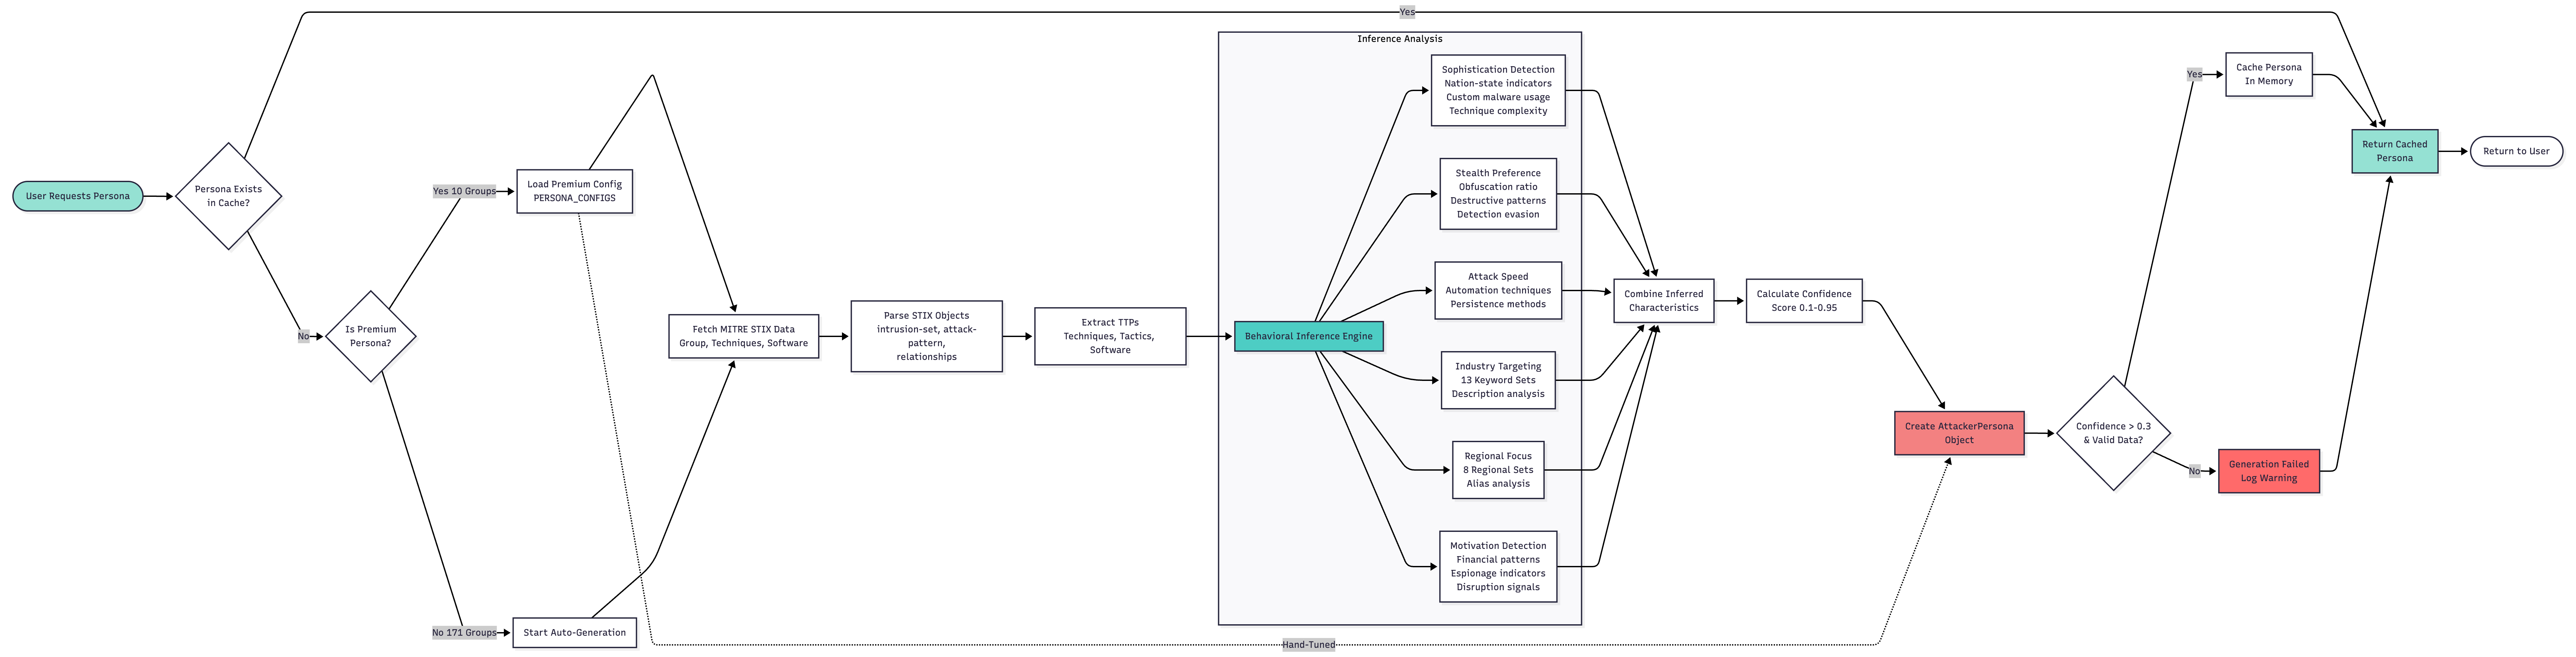 Yes
User Requests Persona
Persona Exists
in Cache?
No
Is Premium
Persona?
Yes 10 Groups
Load Premium Config
PERSONA_CONFIGS
No 171 Groups
Start Auto-Generation
Fetch MITRE STIX Data
Group, Techniques, Software
Parse STIX Objects
intrusion-set, attack-
pattern,
relationships
Extract TTPs
Techniques, Tactics,
Software
Inference Analysis
Behavioral Inference Engine
Sophistication Detection
Nation-state indicators
Custom malware usage
Technique complexity
Stealth Preference
Obfuscation ratio
Destructive patterns
Detection evasion
Attack Speed
Automation techniques
Persistence methods
Industry Targeting
13 Keyword Sets
Description analysis
Regional Focus
8 Regional Sets
Alias analysis
Motivation Detection
Financial patterns
Espionage indicators
Disruption signals
Hand-Tuned
Combine Inferred
Characteristics
Calculate Confidence
Score 0.1-0.95
Create AttackerPersona
Object
Confidence > 0.3
& Valid Data?
Yes
Cache Persona
In Memory
No
Generation Failed
Log Warning
Return Cached
Persona
Return to User